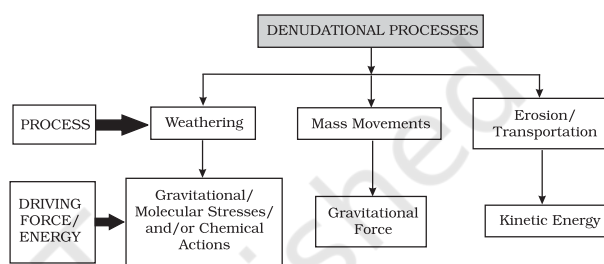 DENUDATIONAL PROCESSES
PROCESS
Weathering
Mass Movements
Erosion/
Transportation
DRIVING
FORCE/
ENERGY
Gravitational/
Molecular Stresses/
and/or Chemical
Actions
Gravitational
Force
Kinetic Energy